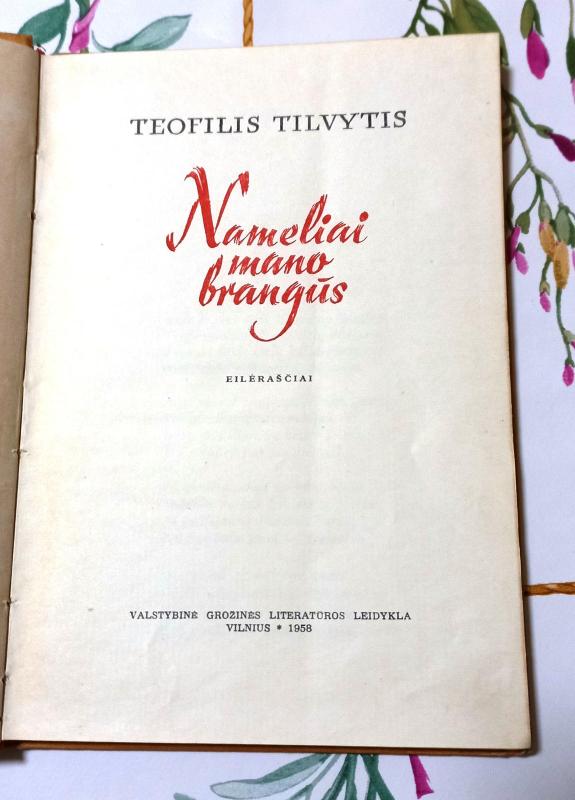 TEOFILIS TILVYTIS
Nameliai
mano
brangūs
EILĖRAŠČIAI
VALSTYBINĖ GROŽINĖS LITERATŪROS LEIDYKLA
VILNIUS * 1958